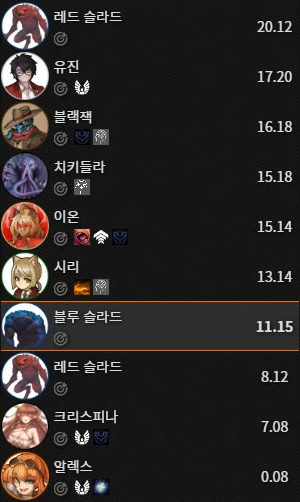 레드 슬라드
20.12
유진
17.20
블랙잭
16.18
치키틀라
15.18
이온
15.14
시리
13.14
블루 슬라드
11.15
레드 슬라드
8.12
크리스피나
7.08
알렉스
0.08